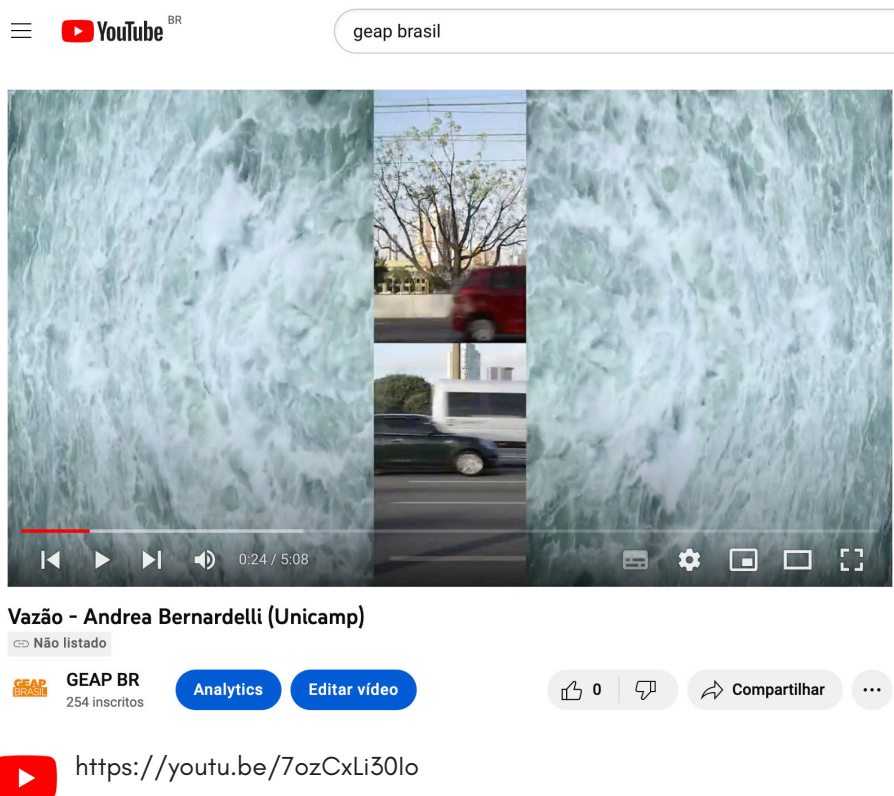 YouTube BR
geap brasil
0:24 / 5:08
Vazão - Andrea Bernardelli (Unicamp)
Não listado
GEAP BRASIL
GEAP BR
254 inscritos
Analytics
Editar vídeo
0
Compartilhar
https://youtu.be/7ozCxLi30Io